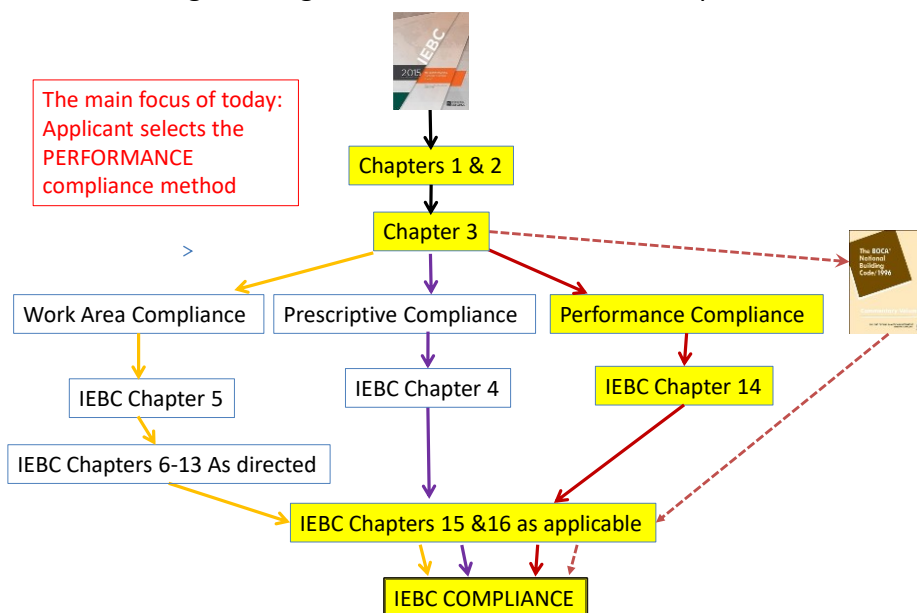 IEBC
2015
The main focus of today:
Applicant selects the
PERFORMANCE
compliance method
Chapters 1 & 2
Chapter 3
>
The BOCA
National
Building
Code/1996
Work Area Compliance
Prescriptive Compliance
Performance Compliance
IEBC Chapter 5
IEBC Chapter 4
IEBC Chapter 14
IEBC Chapters 6-13 As directed
IEBC Chapters 15 &16 as applicable
IEBC COMPLIANCE